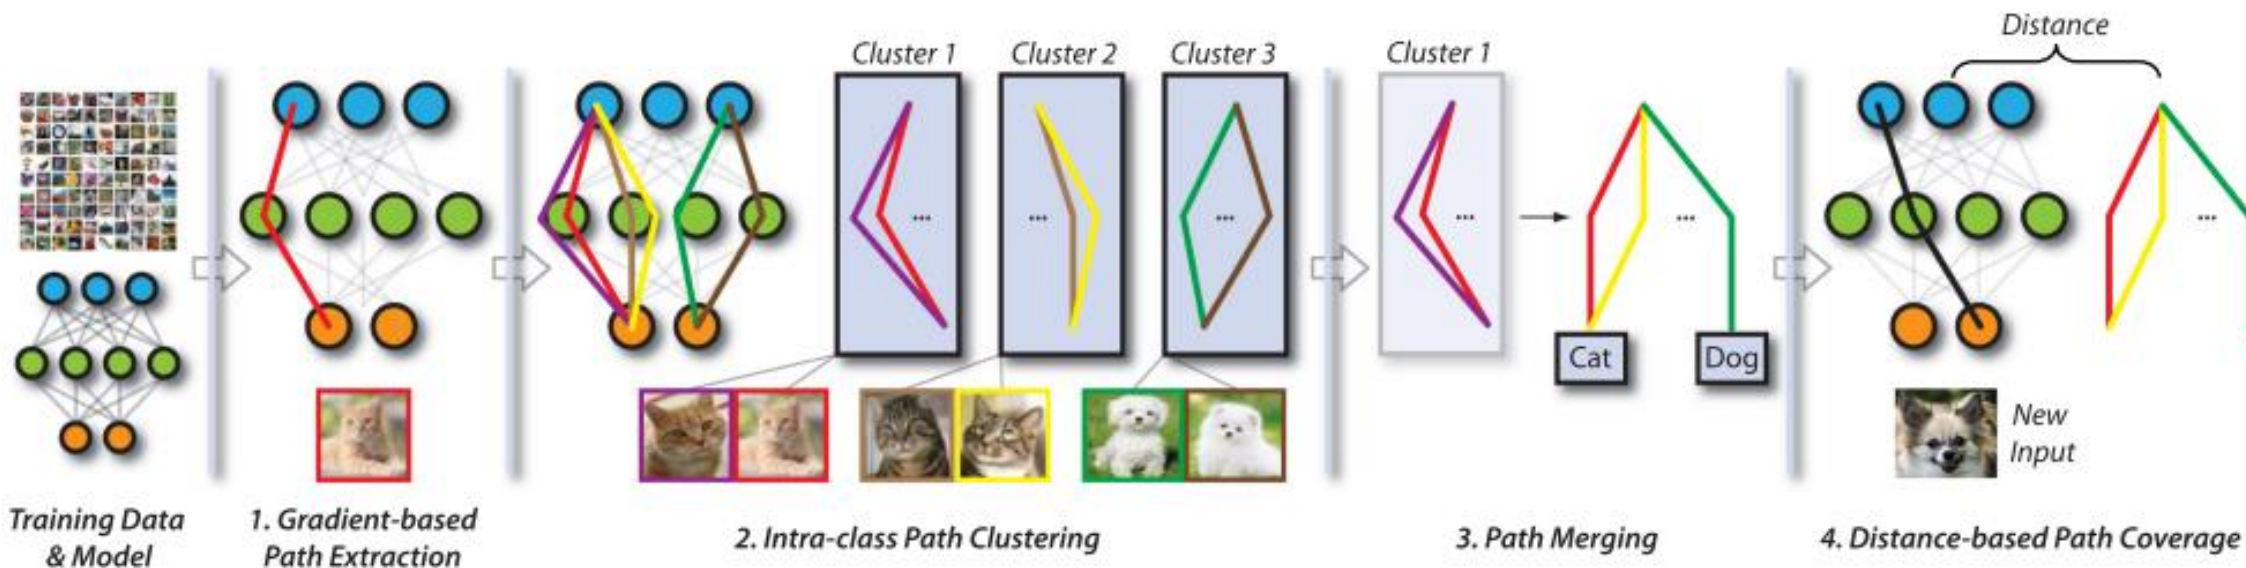 Distance
Cluster 1
Cluster 2
Cluster 3
Cluster 1
...
...
...
...
...
...
Cat
Dog
New
Input
Training Data
& Model
1. Gradient-based
Path Extraction
2. Intra-class Path Clustering
3. Path Merging
4. Distance-based Path Coverage